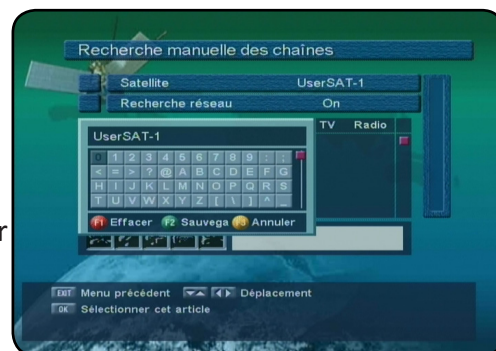 Recherche manuelle des chaînes
Satellite UserSAT-1
Recherche réseau On
TV Radio
UserSAT-1
0 1 2 3 4 5 6 7 8 9 : ;
< = > ? @ A B C D E F G
H I J K L M N O P Q R S
T U V W X Y Z [ \ ] ^ _
F1 Effacer F2 Sauvega F3 Annuler
r
EXIT Menu précédent Déplacement
OK Sélectionner cet article